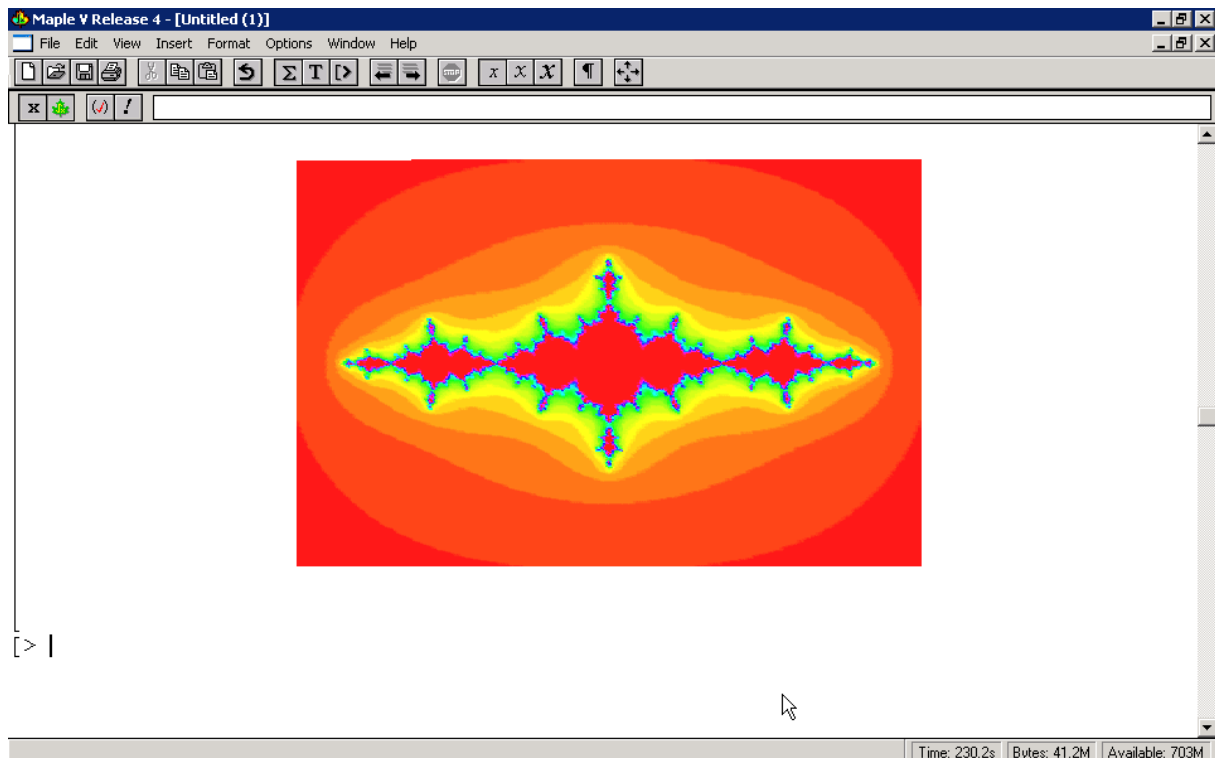 Maple V Release 4 - [Untitled (1)]
File Edit View Insert Format Options Window Help
Σ T [> STOP x x x ¶
x (√) !
[>
Time: 230.2s Bytes: 41.2M Available: 703M